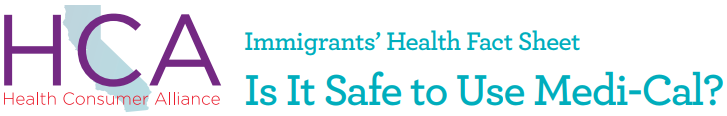 HCA
Health Consumer Alliance
Immigrants’ Health Fact Sheet
Is It Safe to Use Medi-Cal?